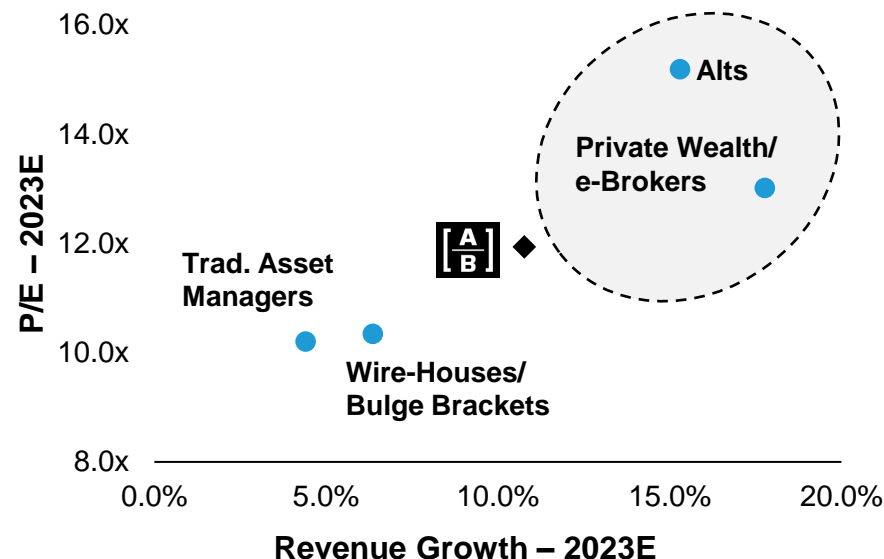 16.0x
Alts
14.0x
Private Wealth/
e-Brokers
P/E – 2023E
12.0x
[A
B]
Trad. Asset
Managers
10.0x
Wire-Houses/
Bulge Brackets
8.0x
0.0%
5.0%
10.0%
15.0%
20.0%
Revenue Growth – 2023E